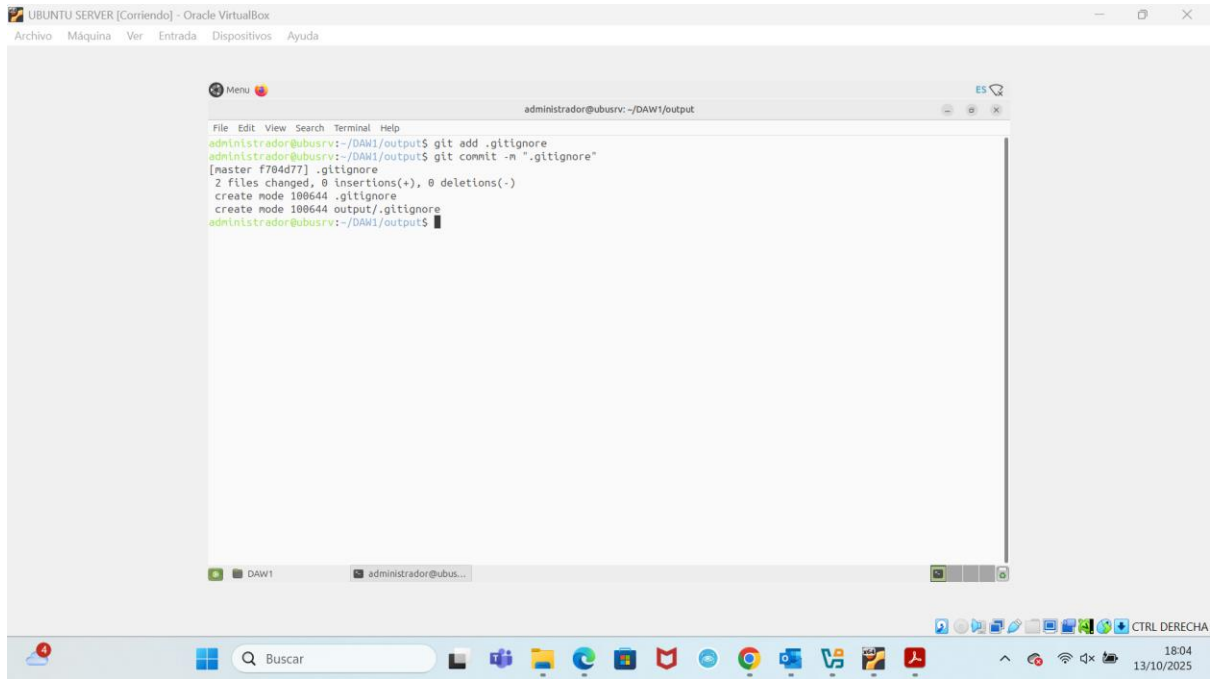 UBUNTU SERVER [Corriendo] - Oracle VirtualBox
Archivo Máquina Ver Entrada Dispositivos Ayuda
Menu ES
administrador@ubusrv: ~/DAW1/output
File Edit View Search Terminal Help
administrador@ubusrv:~/DAW1/output$ git add .gitignore
administrador@ubusrv:~/DAW1/output$ git commit -m ".gitignore"
[master f704d77] .gitignore
2 files changed, 0 insertions(+), 0 deletions(-)
create mode 100644 .gitignore
create mode 100644 output/.gitignore
administrador@ubusrv:~/DAW1/output$
DAW1 administrador@ubus...
CTRL DERECHA
4 Buscar 18:04
13/10/2025